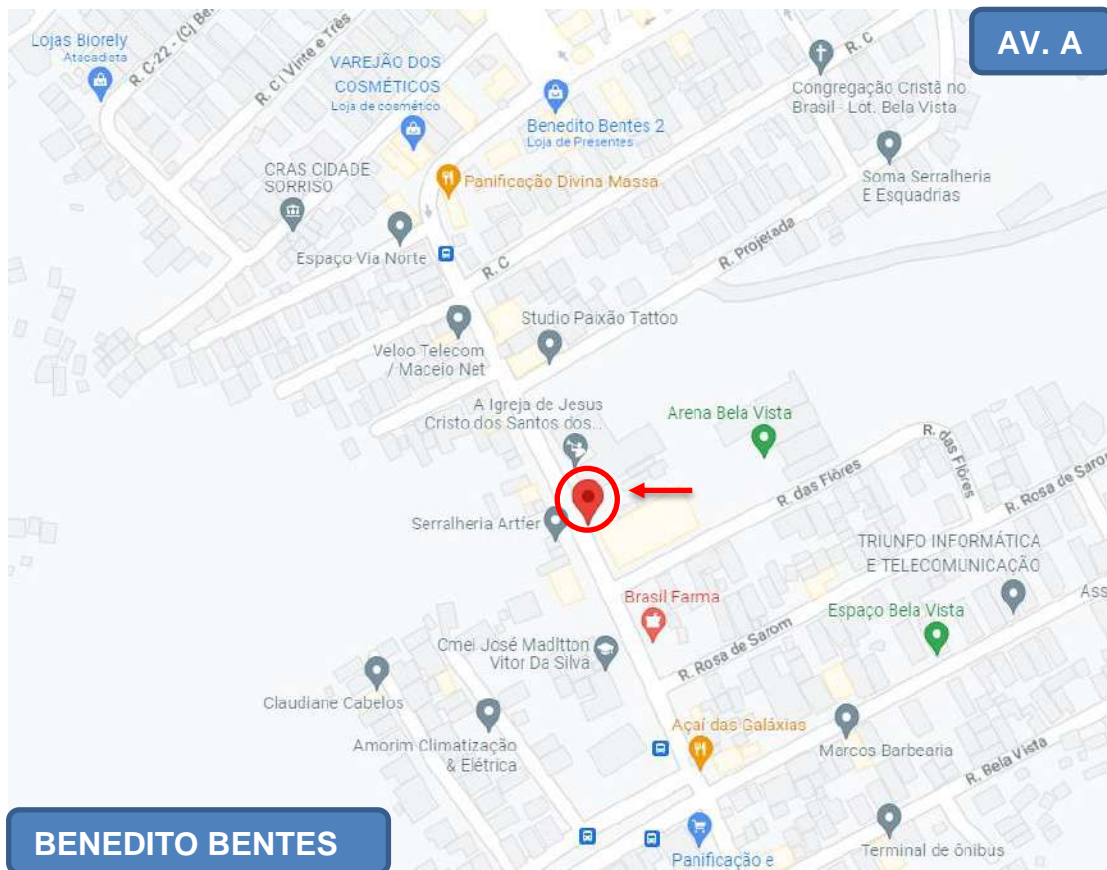 AV. A
Lojas Biorely
Atacadista
R. C-22 - (Cj Ben
R. C | Vinte e Três
VAREJÃO DOS
COSMÉTICOS
Loja de cosmético
R. C
Congregação Cristã no
Brasil - Lot. Bela Vista
Benedito Bentes 2
Loja de Presentes
CRAS CIDADE
SORRISO
Panificação Divina Massa
Soma Serralheria
E Esquadrias
Espaço Via Norte
R. C
R. Projetada
Studio Paixão Tattoo
Veloo Telecom
/ Maceio Net
A Igreja de Jesus
Cristo dos Santos dos...
Arena Bela Vista
R. das Flôres
R. das Flôres
R. Rosa de Sarom
Serralheria Artfer
TRIUNFO INFORMÁTICA
E TELECOMUNICAÇÃO
Ass
Brasil Farma
Espaço Bela Vista
Cmei José Madltton
Vitor Da Silva
R. Rosa de Sarom
Claudiane Cabelos
Açaí das Galáxias
Amorim Climatização
& Elétrica
Marcos Barbearia
R. Bela Vista
BENEDITO BENTES
Panificação e
Terminal de ônibus